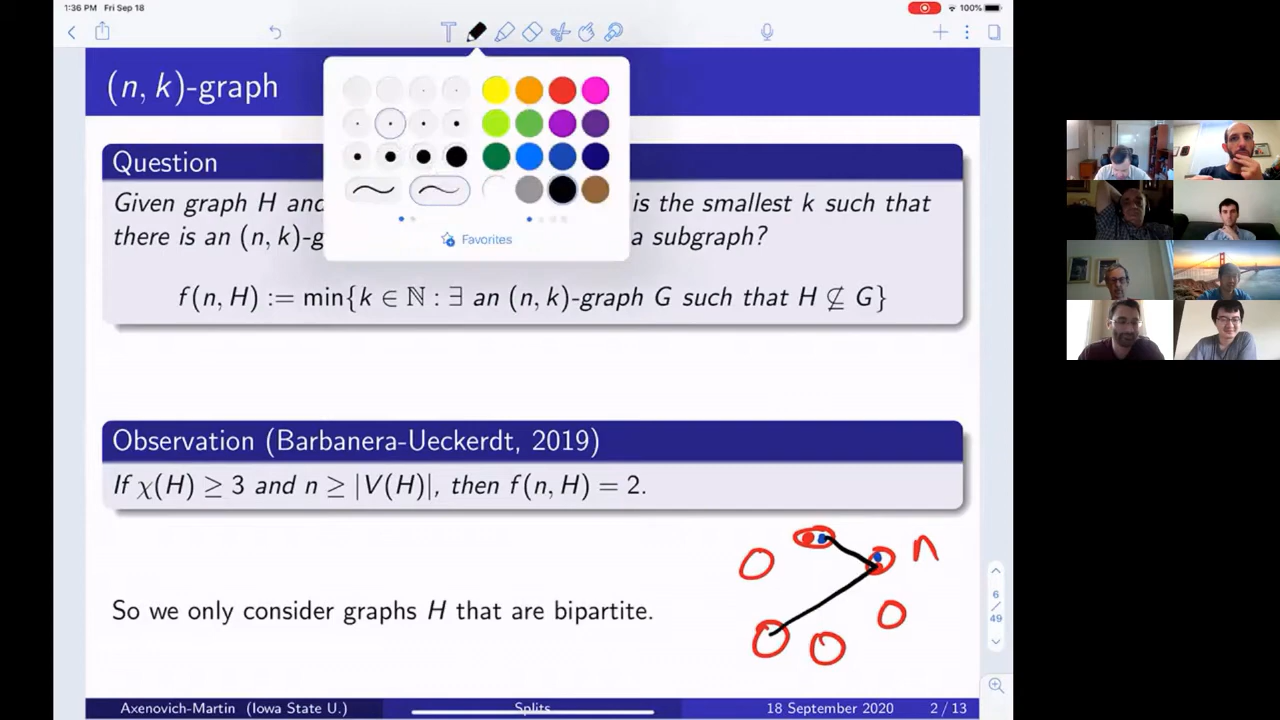 1:36 PM Fri Sep 18
100%
(n, k)-graph
Question
Given graph H and
is the smallest k such that
there is an (n, k)-g
a subgraph?
f(n, H) := min{k ∈ ℕ : ∃ an (n, k)-graph G such that H ⊈ G}
Favorites
Observation (Barbanera-Ueckerdt, 2019)
If χ(H) ≥ 3 and n ≥ |V(H)|, then f(n, H) = 2.
n
So we only consider graphs H that are bipartite.
6
/
49
Axenovich-Martin (Iowa State U.)
Splits
18 September 2020
2 / 13